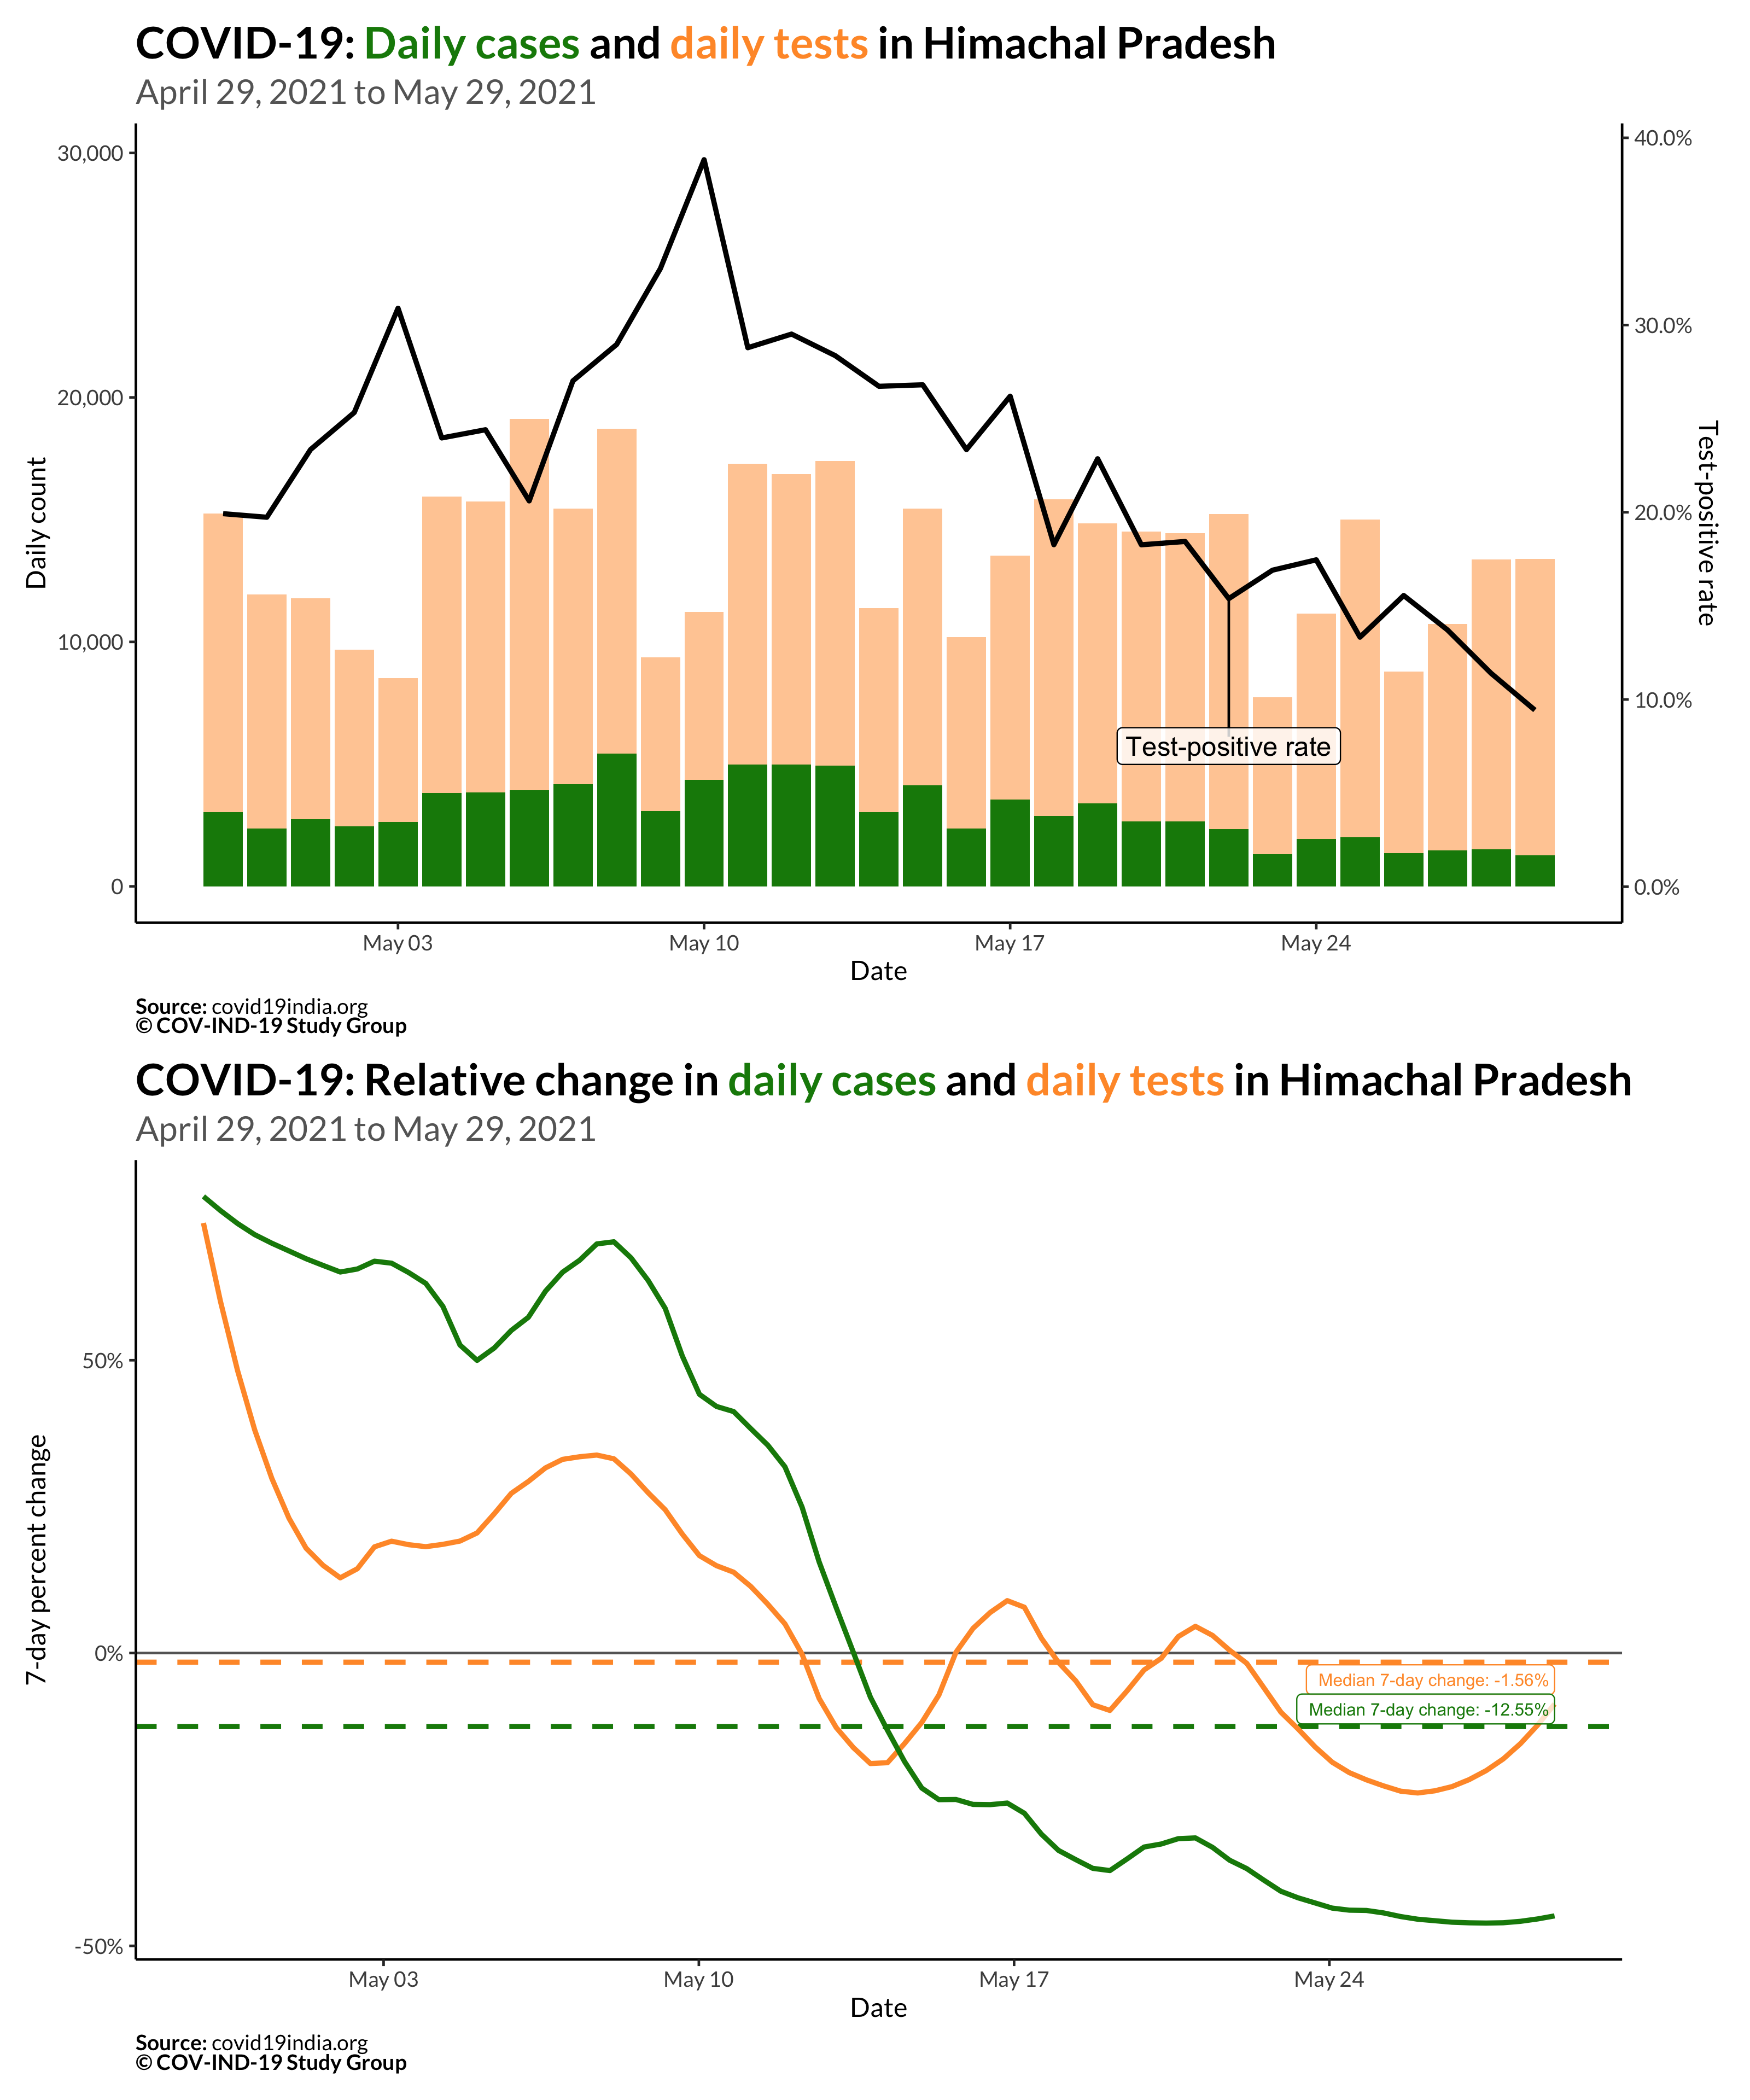 COVID-19: Daily cases and daily tests in Himachal Pradesh
April 29, 2021 to May 29, 2021
30,000
20,000
10,000
0
Daily count
40.0%
30.0%
20.0%
10.0%
0.0%
Test-positive rate
Test-positive rate
May 03
May 10
May 17
May 24
Date
Source: covid19india.org
© COV-IND-19 Study Group
COVID-19: Relative change in daily cases and daily tests in Himachal Pradesh
April 29, 2021 to May 29, 2021
50%
0%
-50%
7-day percent change
Median 7-day change: -1.56%
Median 7-day change: -12.55%
May 03
May 10
May 17
May 24
Date
Source: covid19india.org
© COV-IND-19 Study Group